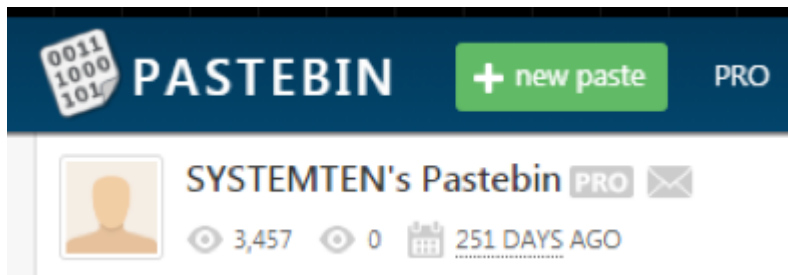 0011
1000
101
PASTEBIN
+ new paste
PRO
SYSTEMTEN's Pastebin PRO
3,457 0 251 DAYS AGO